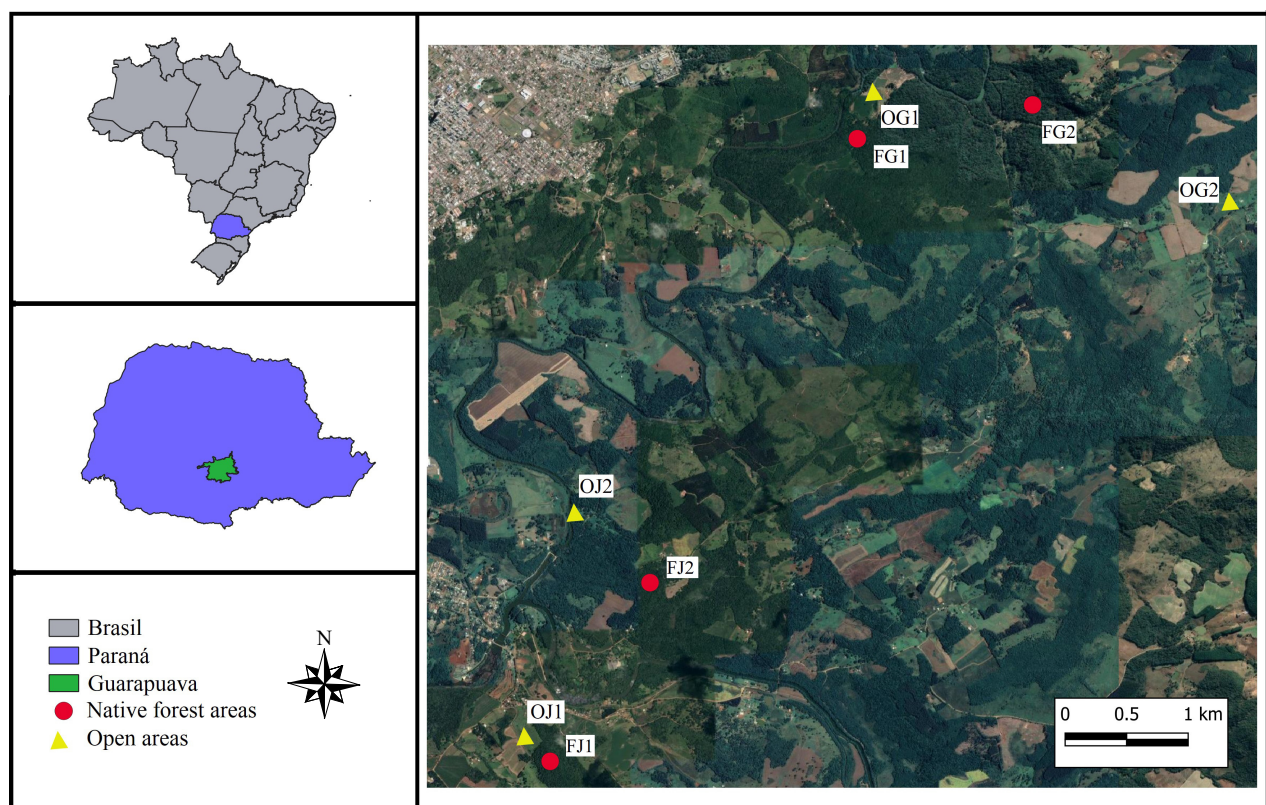 Brasil
Paraná
Guarapuava
Native forest areas
Open areas
N
OG1
FG1
FG2
OG2
OJ2
FJ2
OJ1
FJ1
0 0.5 1 km